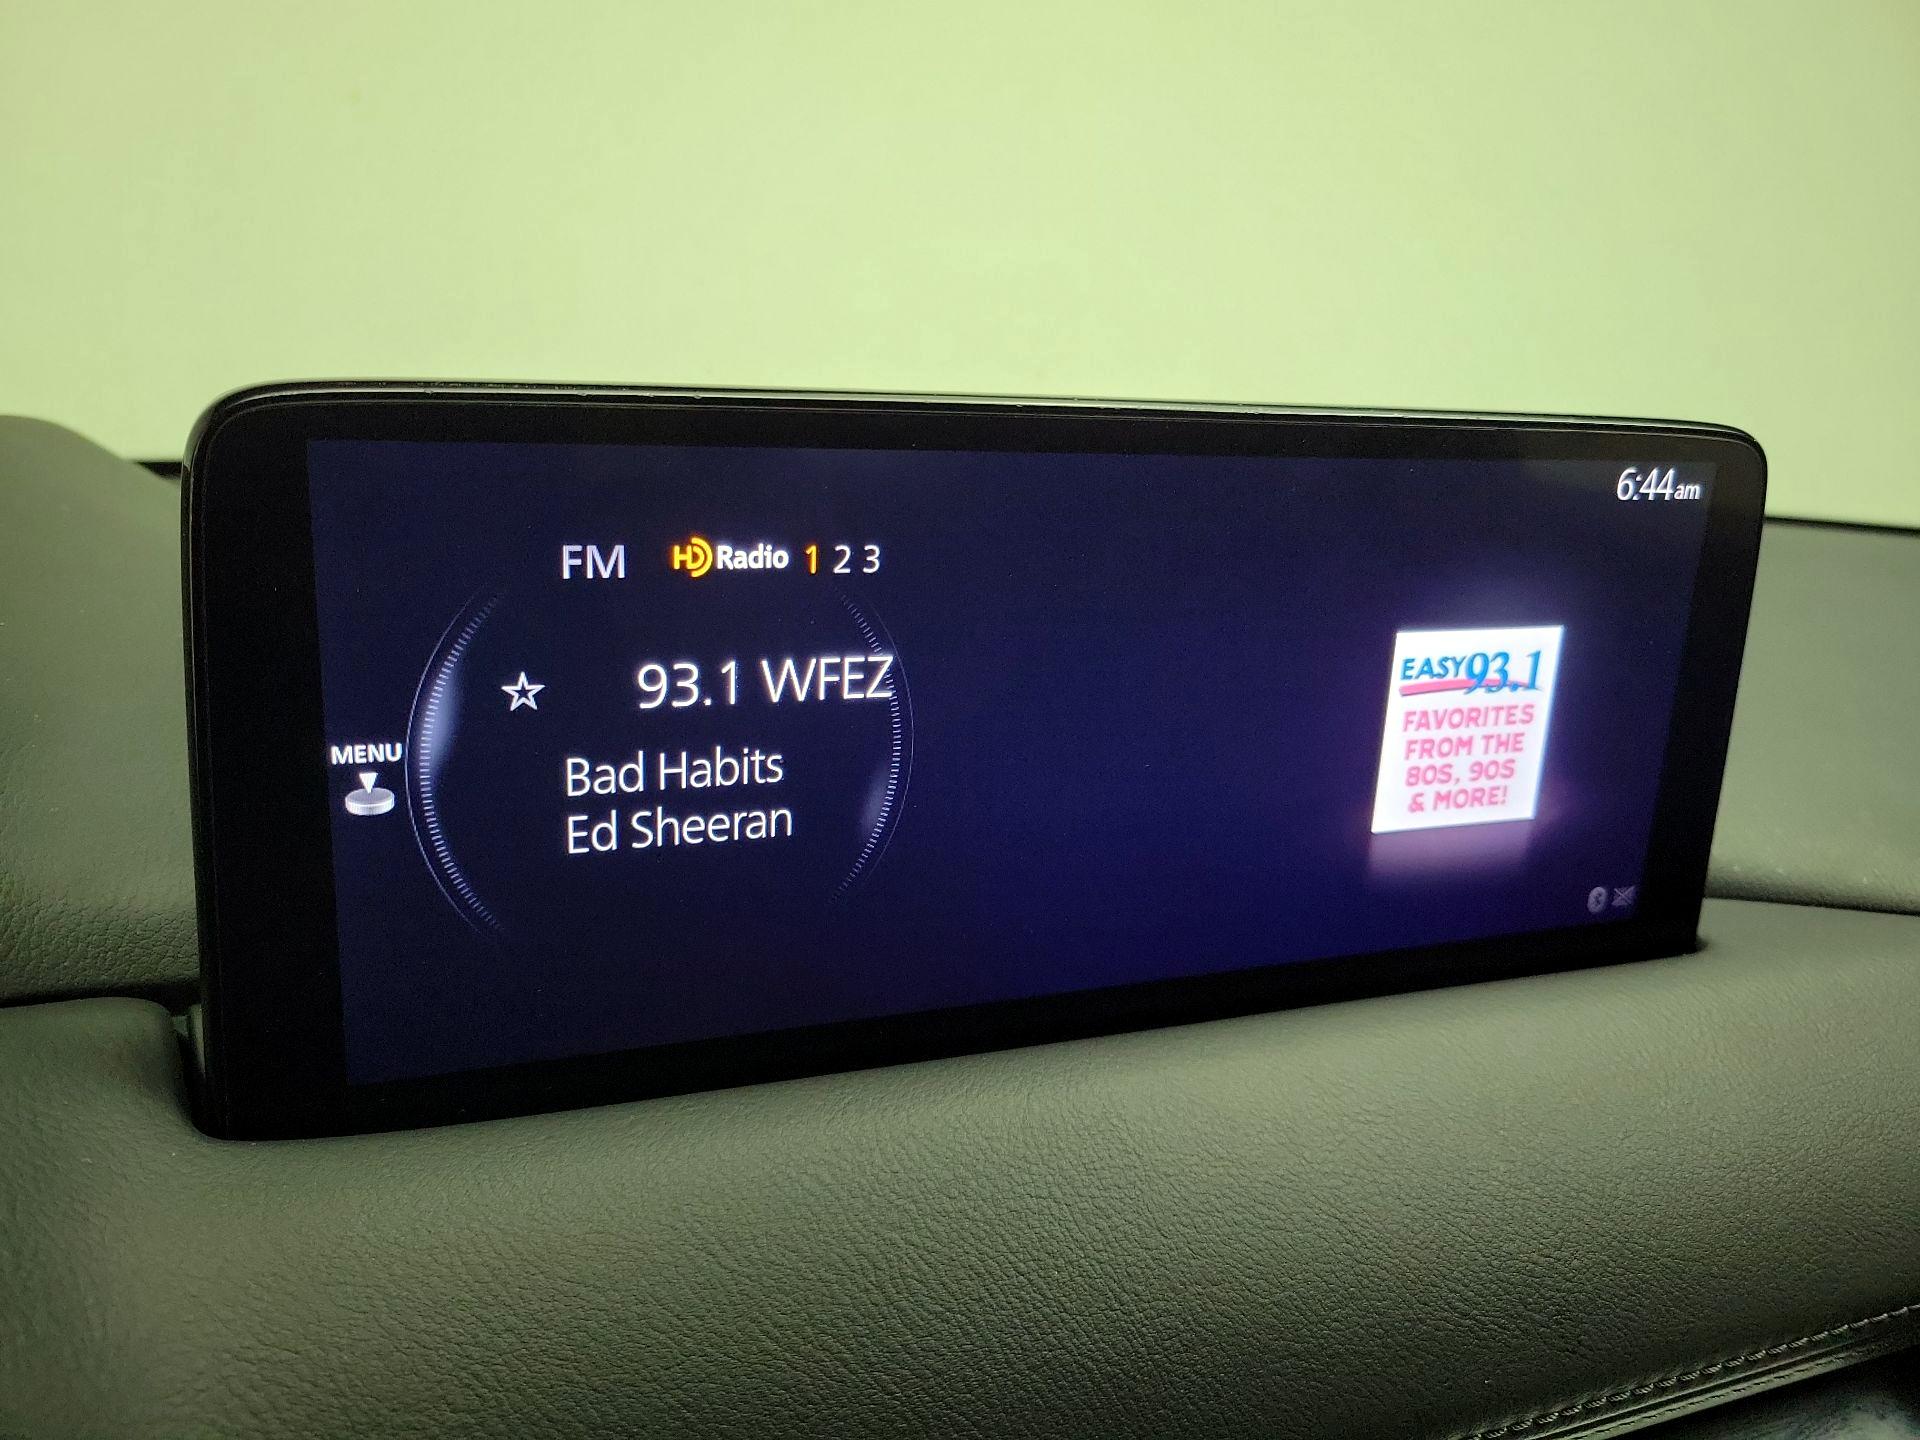 6:44am
FM HD Radio 1 2 3
93.1 WFEZ
MENU
Bad Habits
Ed Sheeran
EASY 93.1
FAVORITES
FROM THE
80S, 90S
& MORE!